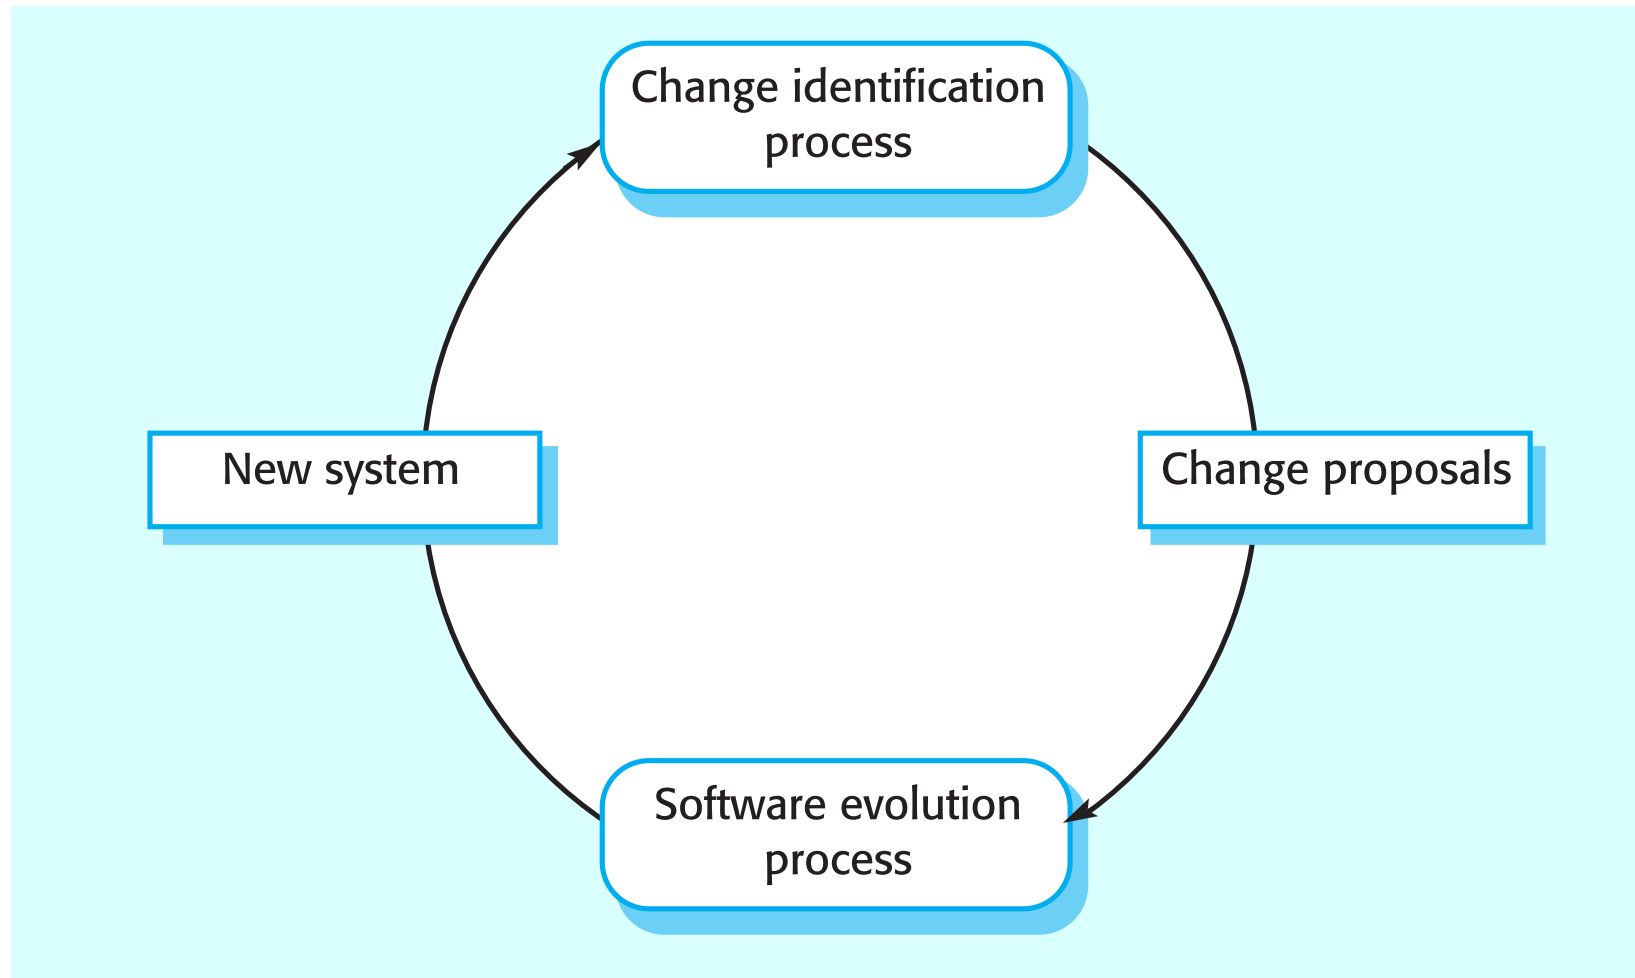 Change identification
process
New system
Change proposals
Software evolution
process